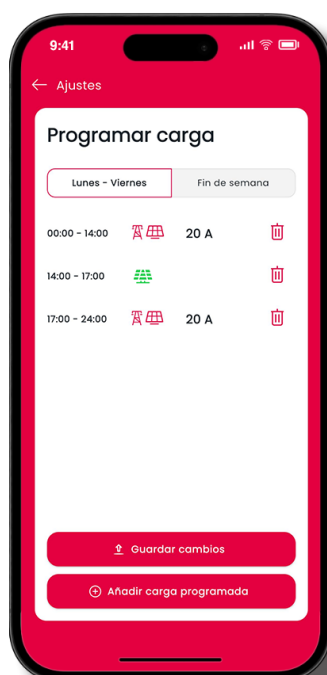 9:41
Ajustes
Programar carga
Lunes - Viernes Fin de semana
00:00 - 14:00 20 A
14:00 - 17:00
17:00 - 24:00 20 A
Guardar cambios
Añadir carga programada